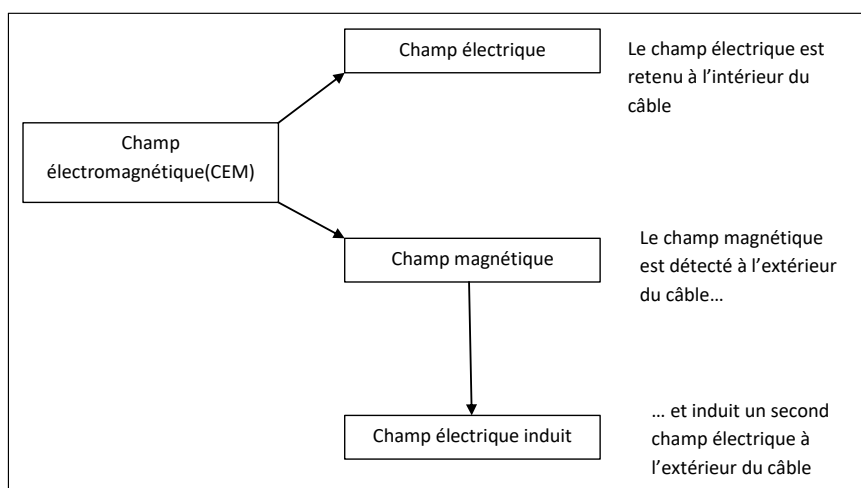 Champ électrique
Le champ électrique est
retenu à l’intérieur du
câble
Champ
électromagnétique(CEM)
Champ magnétique
Le champ magnétique
est détecté à l’extérieur
du câble…
Champ électrique induit
… et induit un second
champ électrique à
l’extérieur du câble